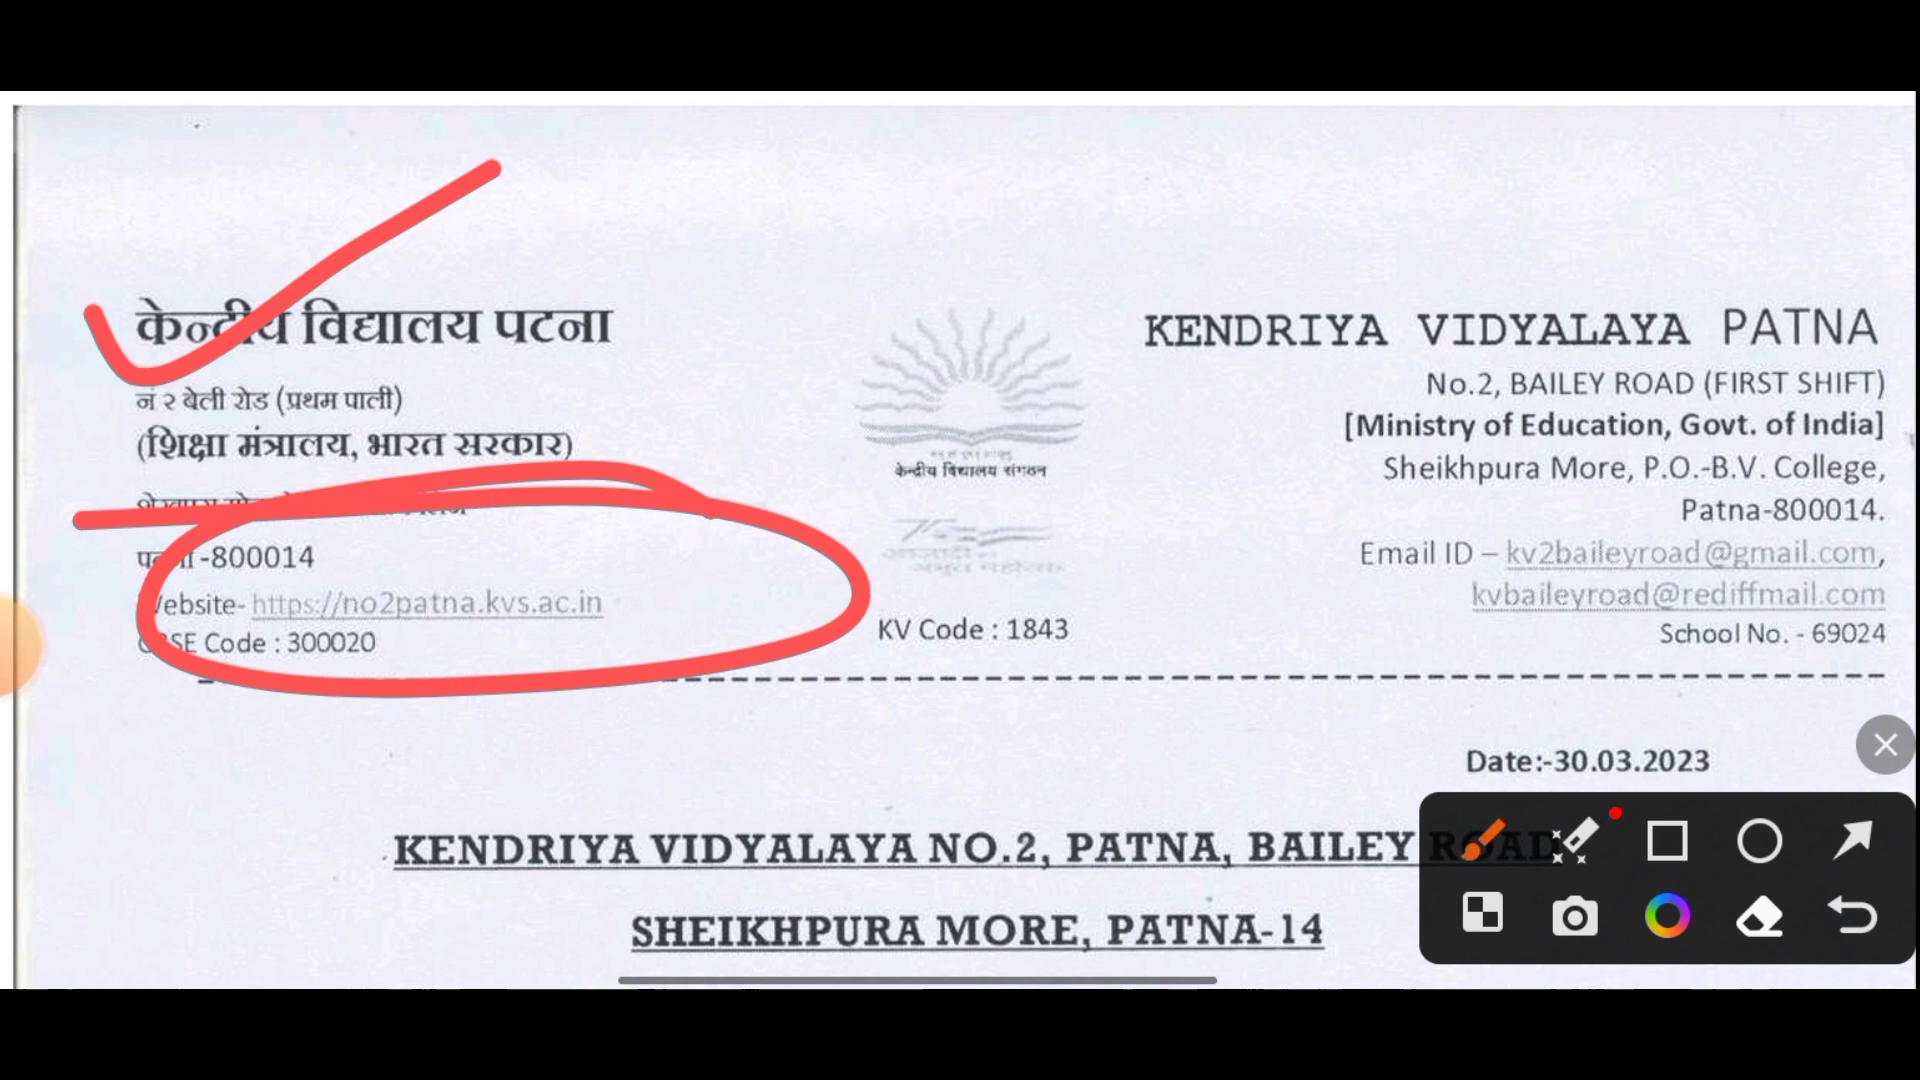 केन्द्रीय विद्यालय पटना
नं २ बेली रोड (प्रथम पाली)
(शिक्षा मंत्रालय, भारत सरकार)
-800014
Website- https://no2patna.kvs.ac.in
CBSE Code : 300020
केन्द्रीय विद्यालय संगठन
KV Code : 1843
KENDRIYA VIDYALAYA PATNA
No.2, BAILEY ROAD (FIRST SHIFT)
[Ministry of Education, Govt. of India]
Sheikhpura More, P.O.-B.V. College,
Patna-800014.
Email ID – kv2baileyroad@gmail.com,
kvbaileyroad@rediffmail.com
School No. - 69024
Date:-30.03.2023
KENDRIYA VIDYALAYA NO.2, PATNA, BAILEY ROAD
SHEIKHPURA MORE, PATNA-14